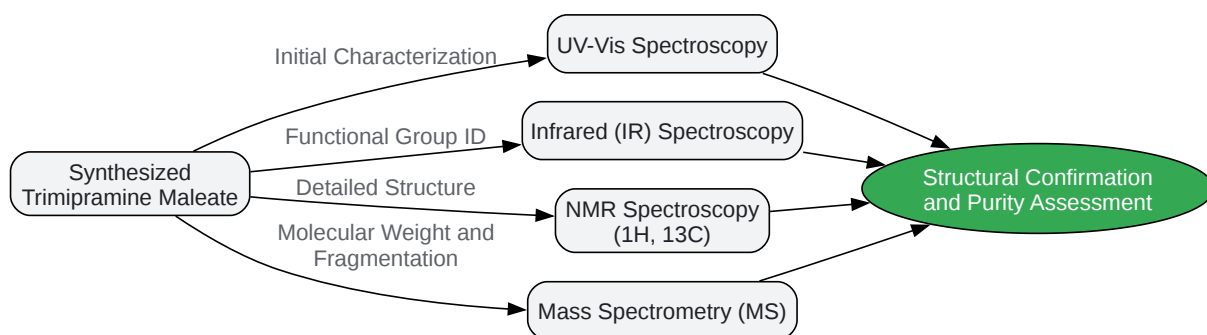 UV-Vis Spectroscopy
Initial Characterization
Infrared (IR) Spectroscopy
Functional Group ID
Synthesized
Trimipramine Maleate
Structural Confirmation
and Purity Assessment
Detailed Structure
NMR Spectroscopy
(1H, 13C)
Molecular Weight and
Fragmentation
Mass Spectrometry (MS)